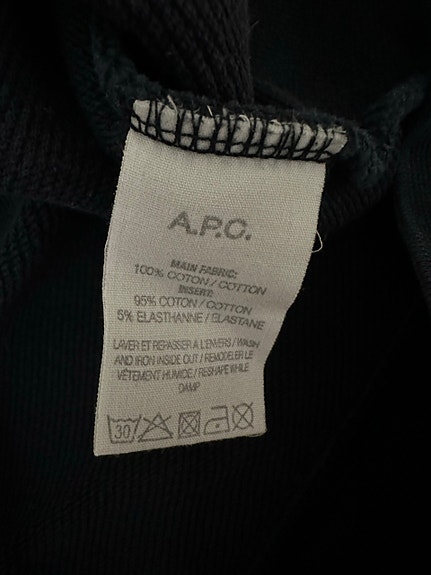 A.P.C.
MAIN FABRIC:
100% COTON / COTTON
INSERT:
95% COTON / COTTON
5% ELASTHANNE / ELASTANE
LAVER ET REPASSER A L'ENVERS / WASH
AND IRON INSIDE OUT / REMODELER LE
VÊTEMENT HUMIDE / RESHAPE WHILE
DAMP
30